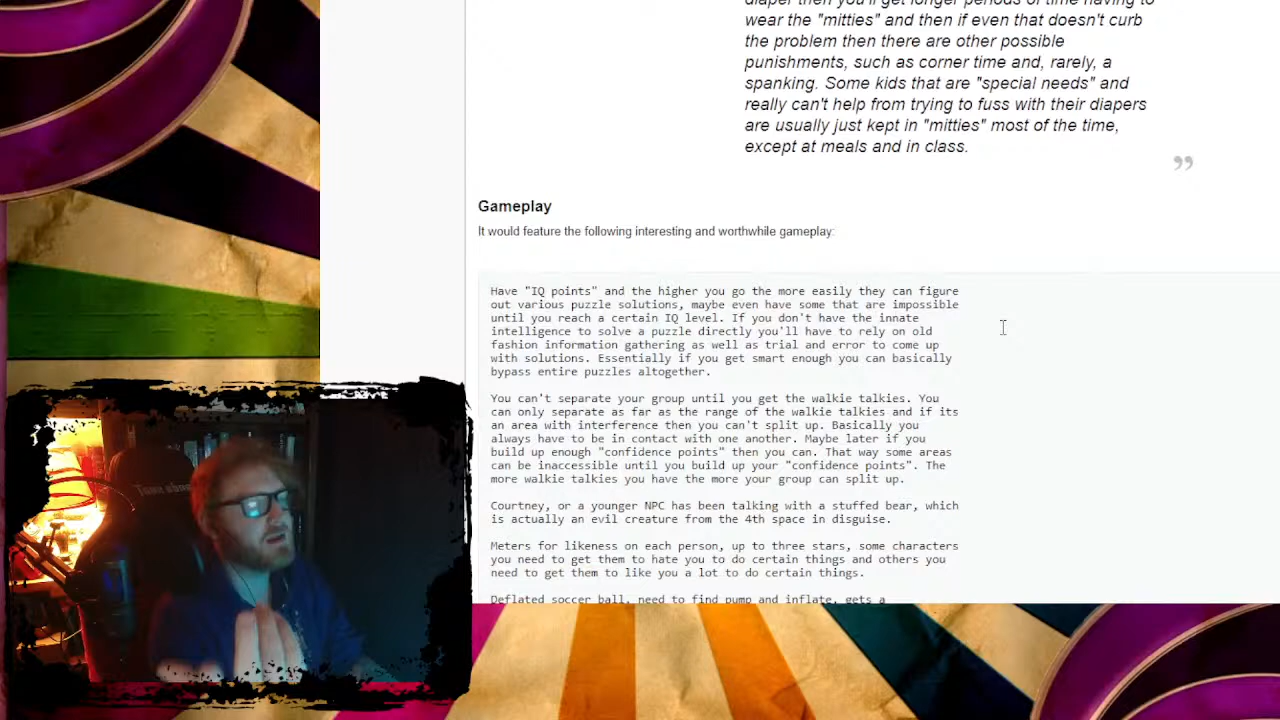 diaper then you'll get longer periods of time having to
wear the "mitties" and then if even that doesn't curb
the problem then there are other possible
punishments, such as corner time and, rarely, a
spanking. Some kids that are "special needs" and
really can't help from trying to fuss with their diapers
are usually just kept in "mitties" most of the time,
except at meals and in class.
”
Gameplay
It would feature the following interesting and worthwhile gameplay:
Have "IQ points" and the higher you go the more easily they can figure
out various puzzle solutions, maybe even have some that are impossible
until you reach a certain IQ level. If you don't have the innate
intelligence to solve a puzzle directly you'll have to rely on old
fashion information gathering as well as trial and error to come up
with solutions. Essentially if you get smart enough you can basically
bypass entire puzzles altogether.
You can't separate your group until you get the walkie talkies. You
can only separate as far as the range of the walkie talkies and if its
an area with interference then you can't split up. Basically you
always have to be in contact with one another. Maybe later if you
build up enough "confidence points" then you can. That way some areas
can be inaccessible until you build up your "confidence points". The
more walkie talkies you have the more your group can split up.
Courtney, or a younger NPC has been talking with a stuffed bear, which
is actually an evil creature from the 4th space in disguise.
Meters for likeness on each person, up to three stars, some characters
you need to get them to hate you to do certain things and others you
need to get them to like you a lot to do certain things.
Deflated soccer ball, need to find pump and inflate, gets a